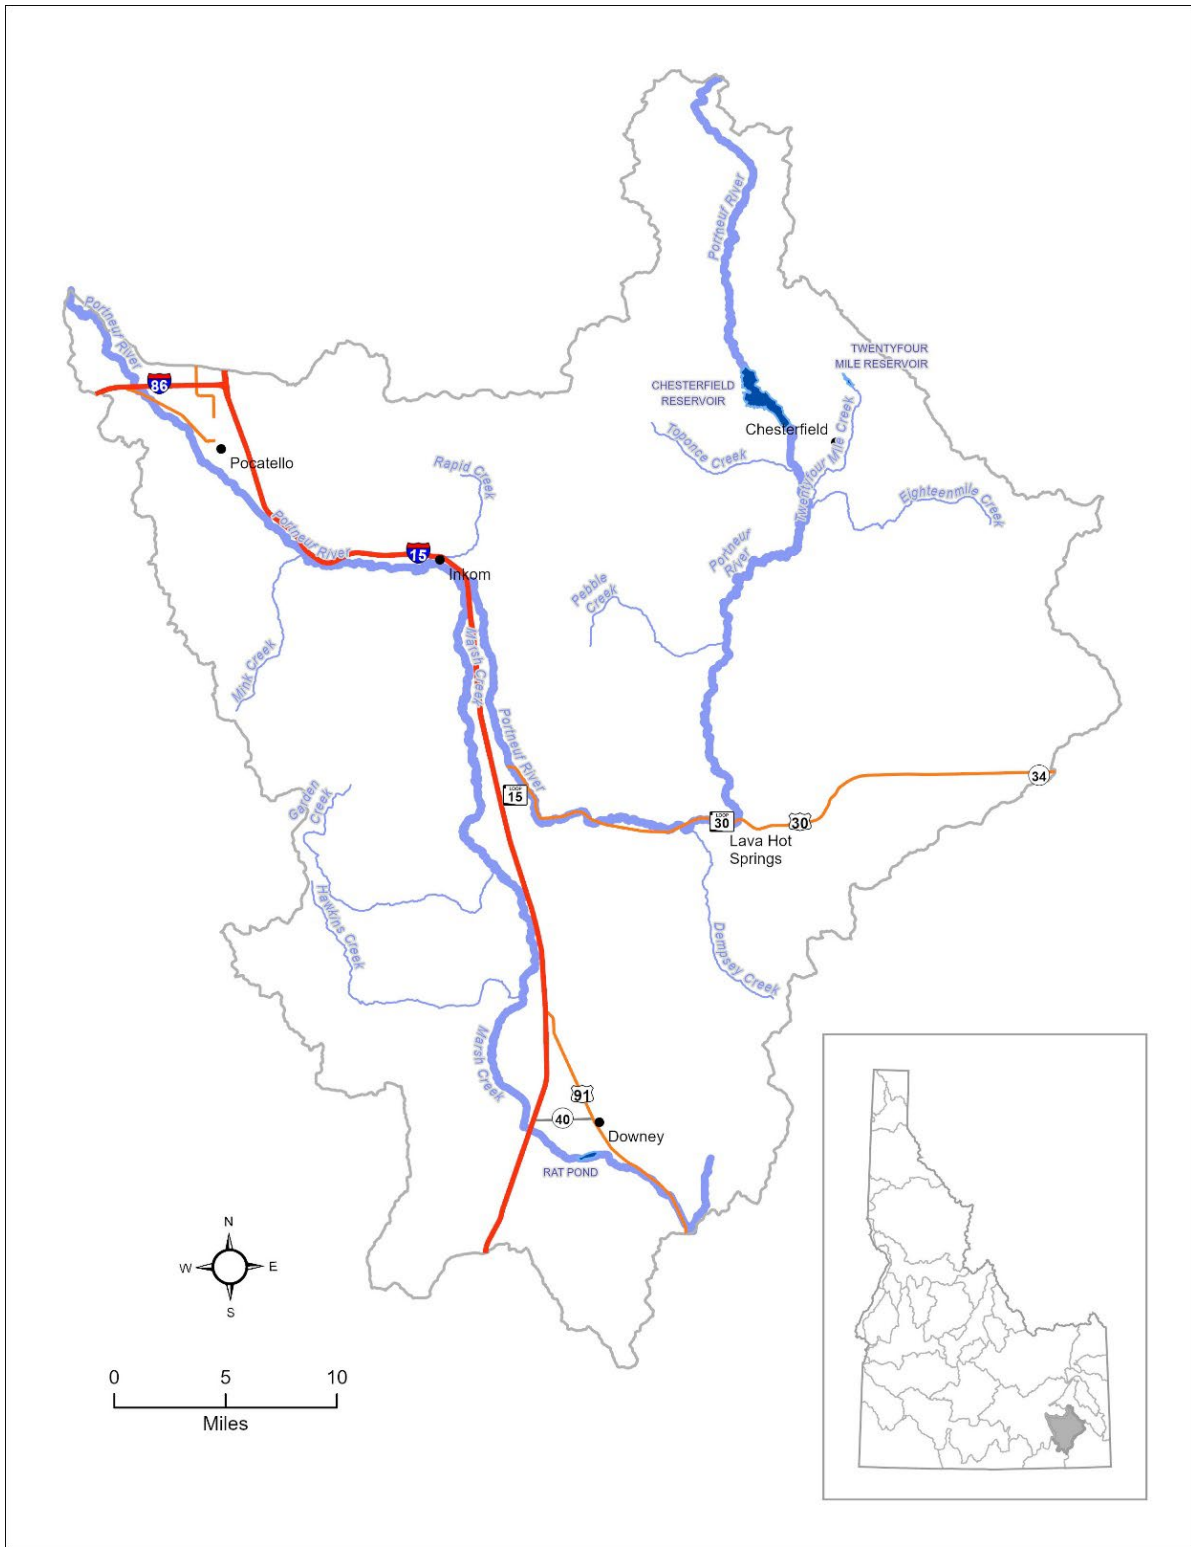 Portneuf River
TWENTYFOUR
MILE RESERVOIR
CHESTERFIELD
RESERVOIR
Chesterfield
Toponce Creek
Twentyfour Mile Creek
Eighteenmile Creek
Portneuf River
86
Pocatello
Rapid Creek
Portneuf River
15
Inkom
Portneuf
River
Pebble
Creek
Mink Creek
Marsh Creek
Portneuf River
LOOP
15
LOOP
30
30
34
Lava Hot
Springs
Garden
Creek
Hawkins Creek
Dempsey Creek
Marsh Creek
91
40
Downey
RAT POND
N
W
E
S
0
5
10
Miles